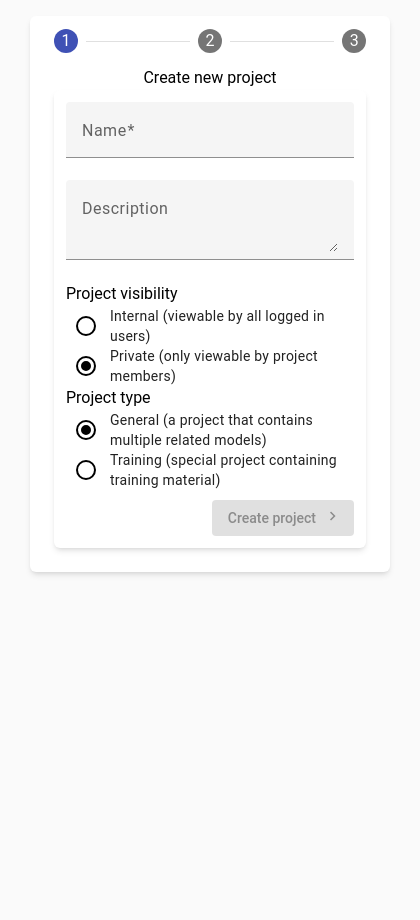 1 2 3
Create new project
Name*
Description
Project visibility
Internal (viewable by all logged in
users)
Private (only viewable by project
members)
Project type
General (a project that contains
multiple related models)
Training (special project containing
training material)
Create project